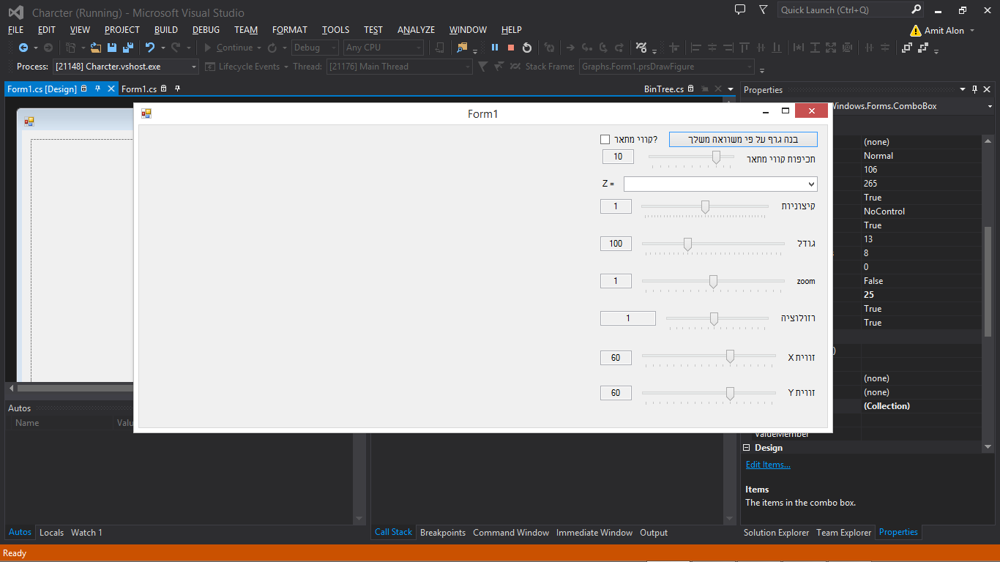 Charcter (Running) - Microsoft Visual Studio
Quick Launch (Ctrl+Q)
FILE EDIT VIEW PROJECT BUILD DEBUG TEAM FORMAT TOOLS TEST ANALYZE WINDOW HELP
Amit Alon
Continue Debug Any CPU
Process: [21148] Charcter.vshost.exe Lifecycle Events Thread: [21176] Main Thread Stack Frame: Graphs.Form1.prsDrawFigure
Form1.cs [Design] Form1.cs BinTree.cs
Properties
Windows.Forms.ComboBox
Form1
קווי מתאר? בנה גרף על פי משוואה משלך
10 תכיפות קווי מתאר
Z =
1 קיצוניות
100 גודל
1 zoom
1 רזולוציה
60 זווית X
60 זווית Y
(none)
Normal
106
265
True
NoControl
True
13
8
0
False
25
True
True
(none)
(none)
(Collection)
ValueMember
Design
Edit Items...
Items
The items in the combo box.
Autos
Name
Autos Locals Watch 1
Call Stack Breakpoints Command Window Immediate Window Output
Solution Explorer Team Explorer Properties
Ready